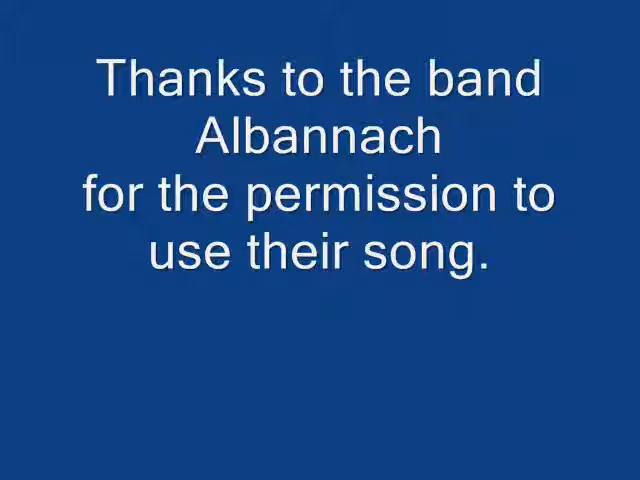 Thanks to the band
Albannach
for the permission to
use their song.